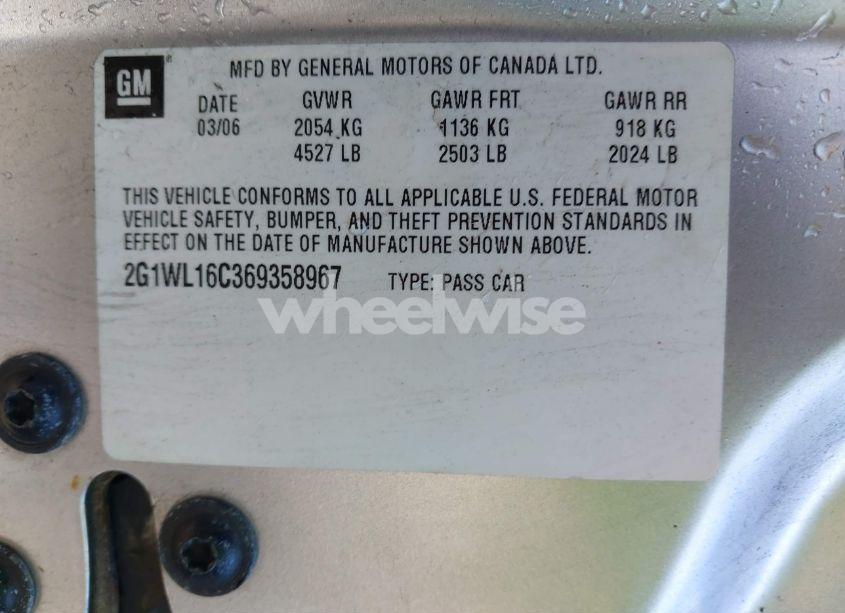 GM ®
MFD BY GENERAL MOTORS OF CANADA LTD.
DATE GVWR GAWR FRT GAWR RR
03/06 2054 KG 1136 KG 918 KG
4527 LB 2503 LB 2024 LB
THIS VEHICLE CONFORMS TO ALL APPLICABLE U.S. FEDERAL MOTOR
VEHICLE SAFETY, BUMPER, AND THEFT PREVENTION STANDARDS IN
EFFECT ON THE DATE OF MANUFACTURE SHOWN ABOVE.
2G1WL16C369358967 TYPE: PASS CAR
wheelwise